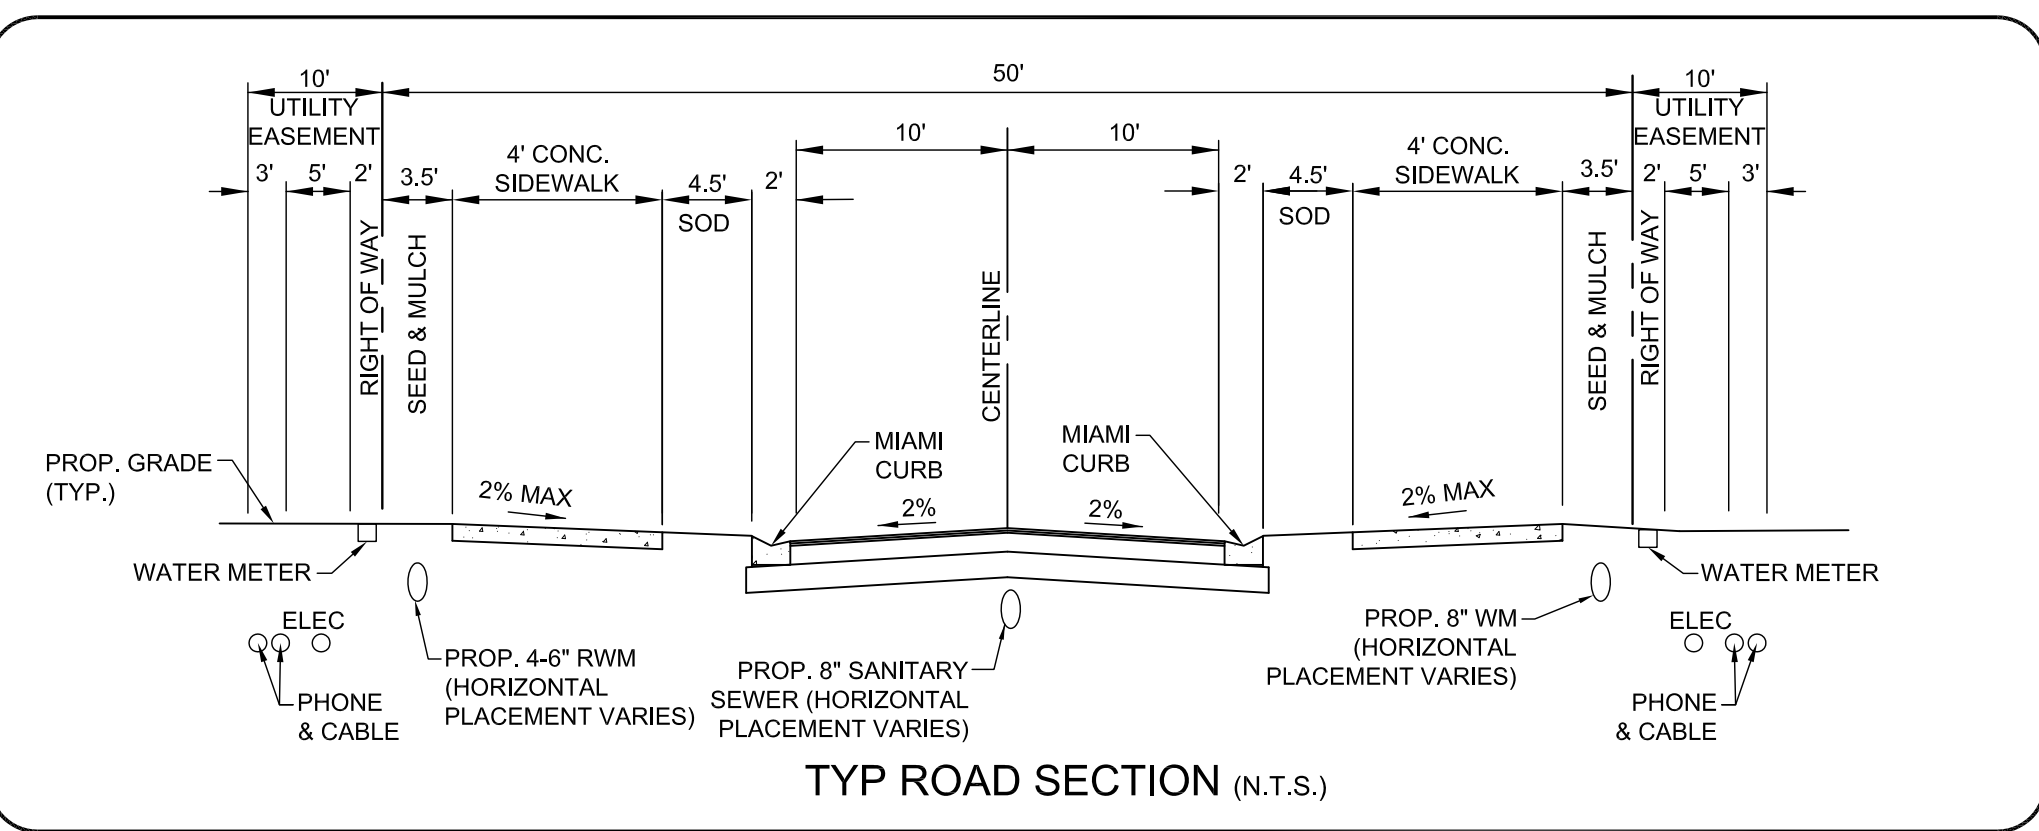 10'
50'
10'
UTILITY
EASEMENT
UTILITY
EASEMENT
10'
10'
3'
5'
2'
3.5'
4' CONC.
SIDEWALK
4.5'
SOD
2'
2'
4.5'
SOD
4' CONC.
SIDEWALK
3.5'
2'
5'
3'
RIGHT OF WAY
SEED & MULCH
CENTERLINE
SEED & MULCH
RIGHT OF WAY
PROP. GRADE
(TYP.)
2% MAX
MIAMI
CURB
2%
2%
MIAMI
CURB
2% MAX
WATER METER
WATER METER
ELEC
ELEC
PHONE
& CABLE
PROP. 4-6" RWM
(HORIZONTAL
PLACEMENT VARIES)
PROP. 8" SANITARY
SEWER (HORIZONTAL
PLACEMENT VARIES)
PROP. 8" WM
(HORIZONTAL
PLACEMENT VARIES)
PHONE
& CABLE
TYP ROAD SECTION (N.T.S.)